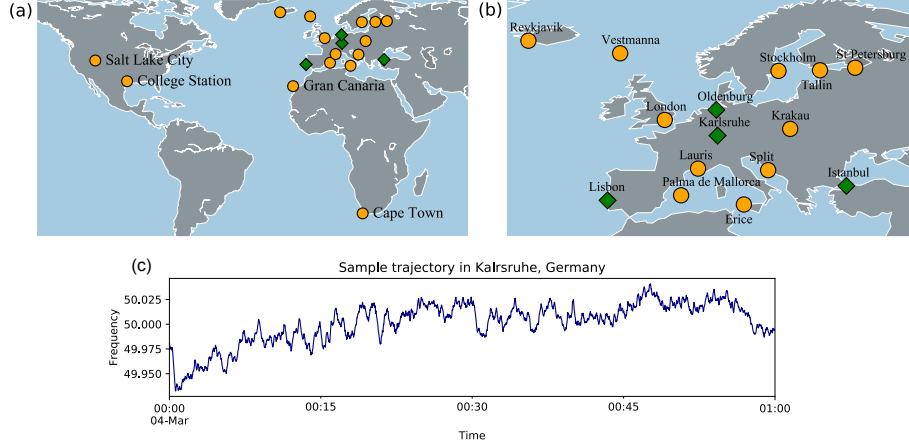 (a)
Salt Lake City
College Station
Gran Canaria
Cape Town
(b)
Reykjavik
Vestmanna
Stockholm
St Petersburg
Tallin
Oldenburg
London
Karlsruhe
Krakau
Lauris
Split
Istanbul
Lisbon
Palma de Mallorca
Erice
(c)
Sample trajectory in Kalrsruhe, Germany
Frequency
50.025
50.000
49.975
49.950
00:00
00:15
00:30
00:45
01:00
04-Mar
Time